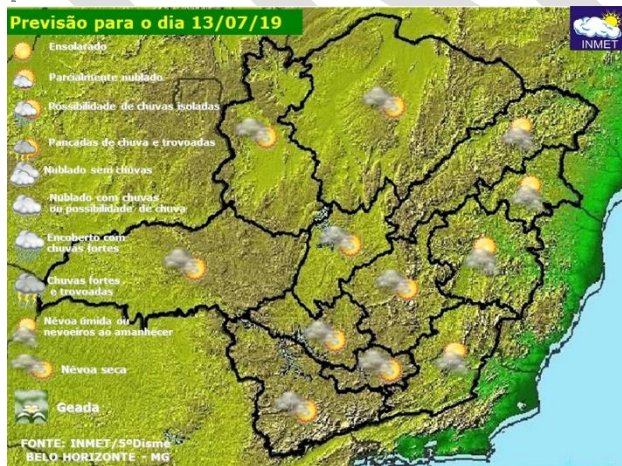 Previsão para o dia 13/07/19
INMET
Ensolarado
Parcialmente nublado
Possibilidade de chuvas isoladas
Pancadas de chuva e trovoadas
Nublado sem chuvas
Nublado com chuvas
ou possibilidade de chuva
Encoberto com
chuvas fortes
Chuvas fortes
e trovoadas
Névoa úmida ou
nevoeiros ao amanhecer
Névoa seca
Geada
FONTE: INMET/5ºDisme
BELO HORIZONTE - MG